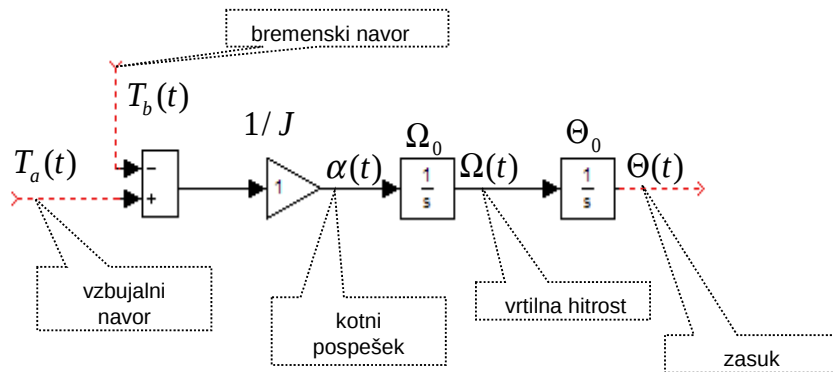 bremenski navor
T_b(t)
1/ J
Ω_0
Θ_0
T_a(t)
−
+
1
α(t)
1
s
Ω(t)
1
s
Θ(t)
vzbujalni
navor
kotni
pospešek
vrtilna hitrost
zasuk